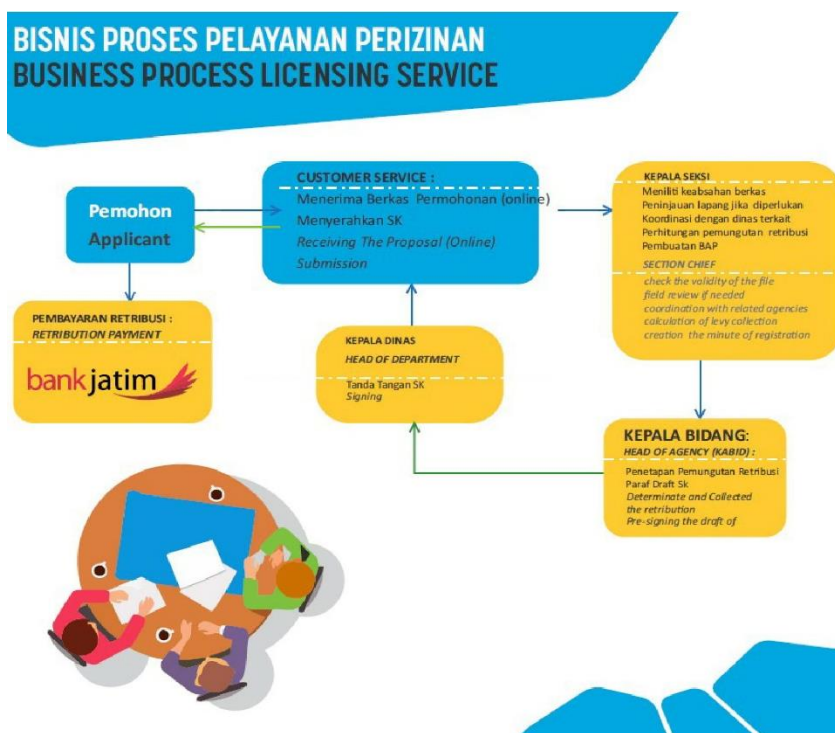 BISNIS PROSES PELAYANAN PERIZINAN
BUSINESS PROCESS LICENSING SERVICE
Pemohon
Applicant
CUSTOMER SERVICE :
Menerima Berkas Permohonan (online)
Menyerahkan SK
Receiving The Proposal (Online)
Submission
KEPALA SEKSI
Meniliti keabsahan berkas
Peninjauan lapang jika diperlukan
Koordinasi dengan dinas terkait
Perhitungan pemungutan retribusi
Pembuatan BAP
SECTION CHIEF
check the validity of the file
field review if needed
coordination with related agencies
calculation of levy collection
creation the minute of registration
PEMBAYARAN RETRIBUSI :
RETRIBUTION PAYMENT
bankjatim
KEPALA DINAS
HEAD OF DEPARTMENT
Tanda Tangan SK
Signing
KEPALA BIDANG:
HEAD OF AGENCY (KABID) :
Penetapan Pemungutan Retribusi
Paraf Draft Sk
Determinate and Collected
the retribution
Pre-signing the draft of